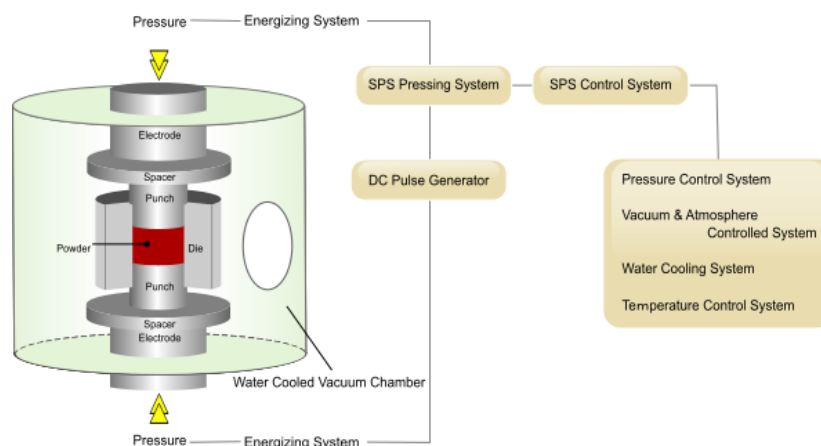 Pressure
Energizing System
SPS Pressing System
SPS Control System
Electrode
Spacer
Punch
Powder
Die
Punch
Spacer
Electrode
DC Pulse Generator
Pressure Control System
Vacuum & Atmosphere
Controlled System
Water Cooling System
Temperature Control System
Water Cooled Vacuum Chamber
Pressure
Energizing System